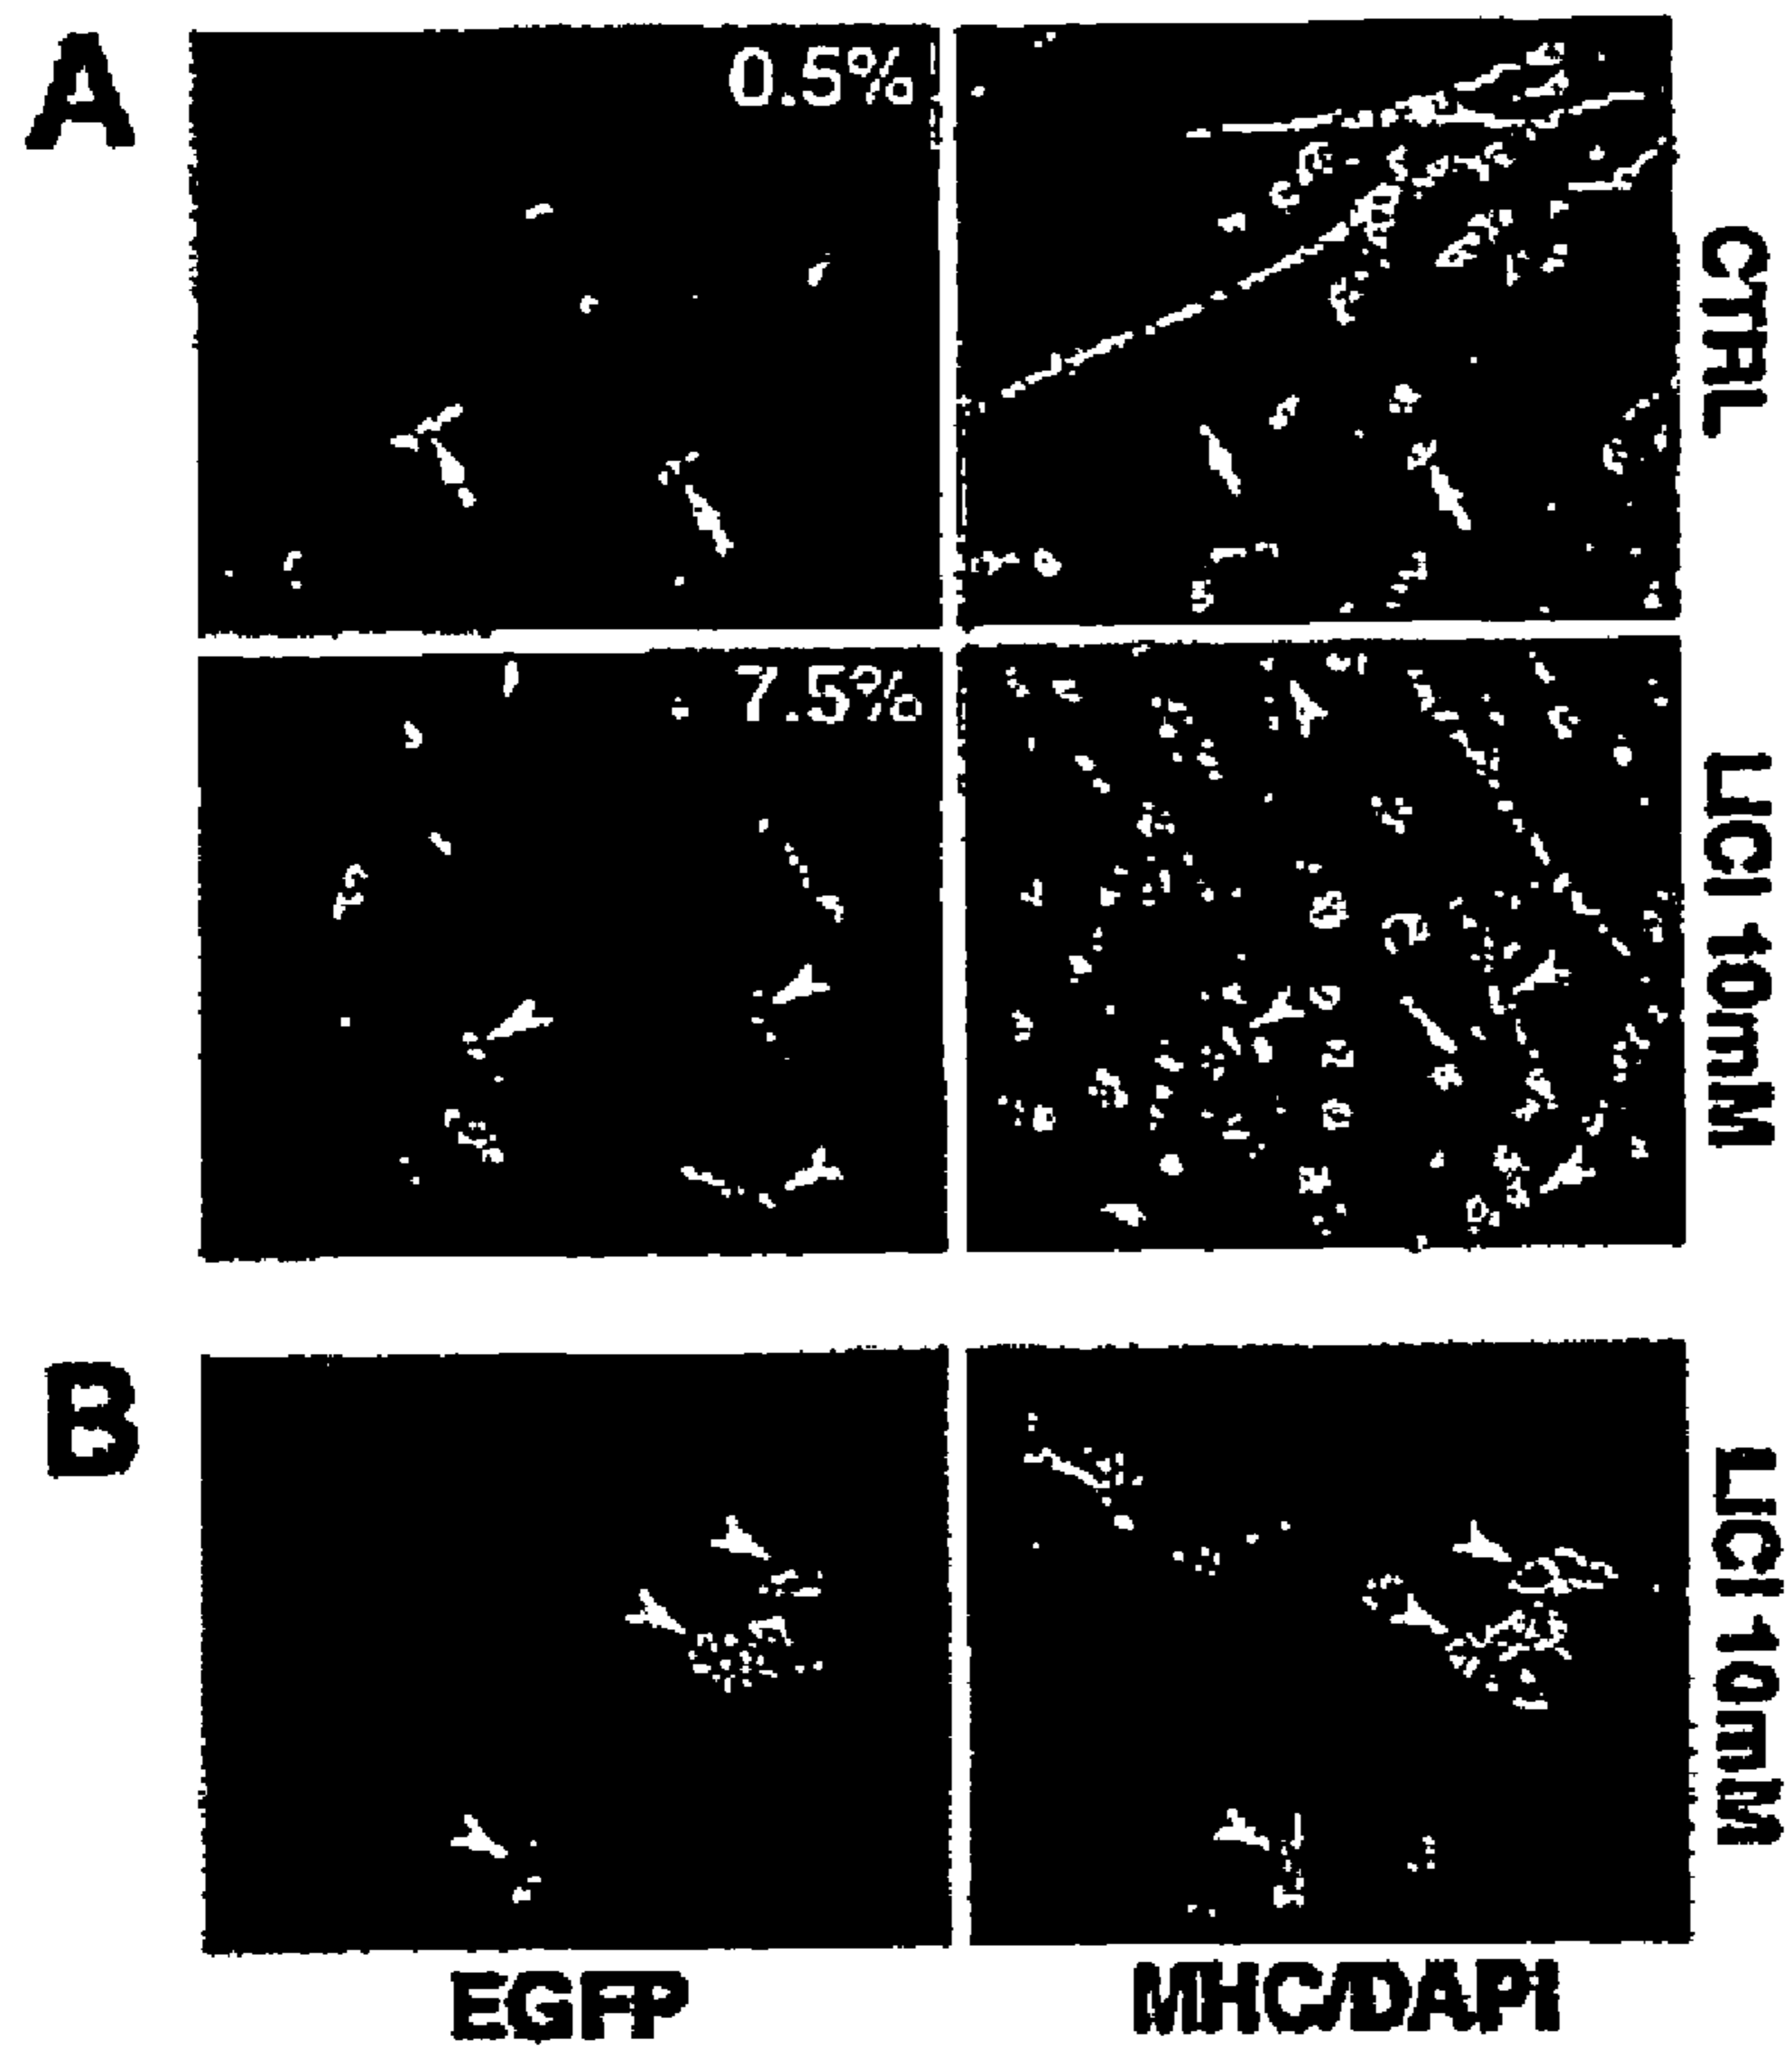 A
0.5%
CTRL
7.5%
LiCl 10mM
B
LiCl 10mM
EGFP
MHC/DAPI